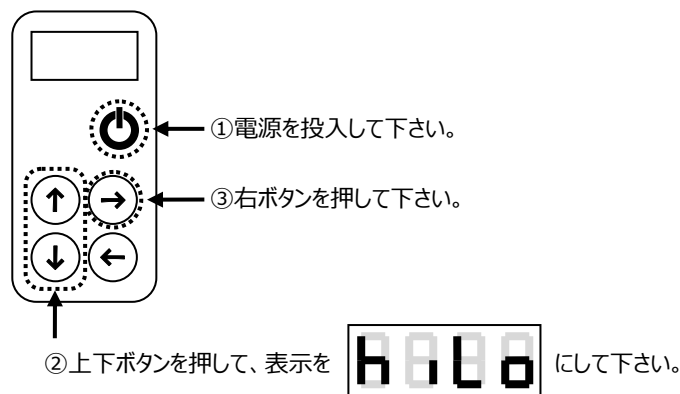 ①電源を投入して下さい。
③右ボタンを押して下さい。
②上下ボタンを押して、表示を hiLo にして下さい。